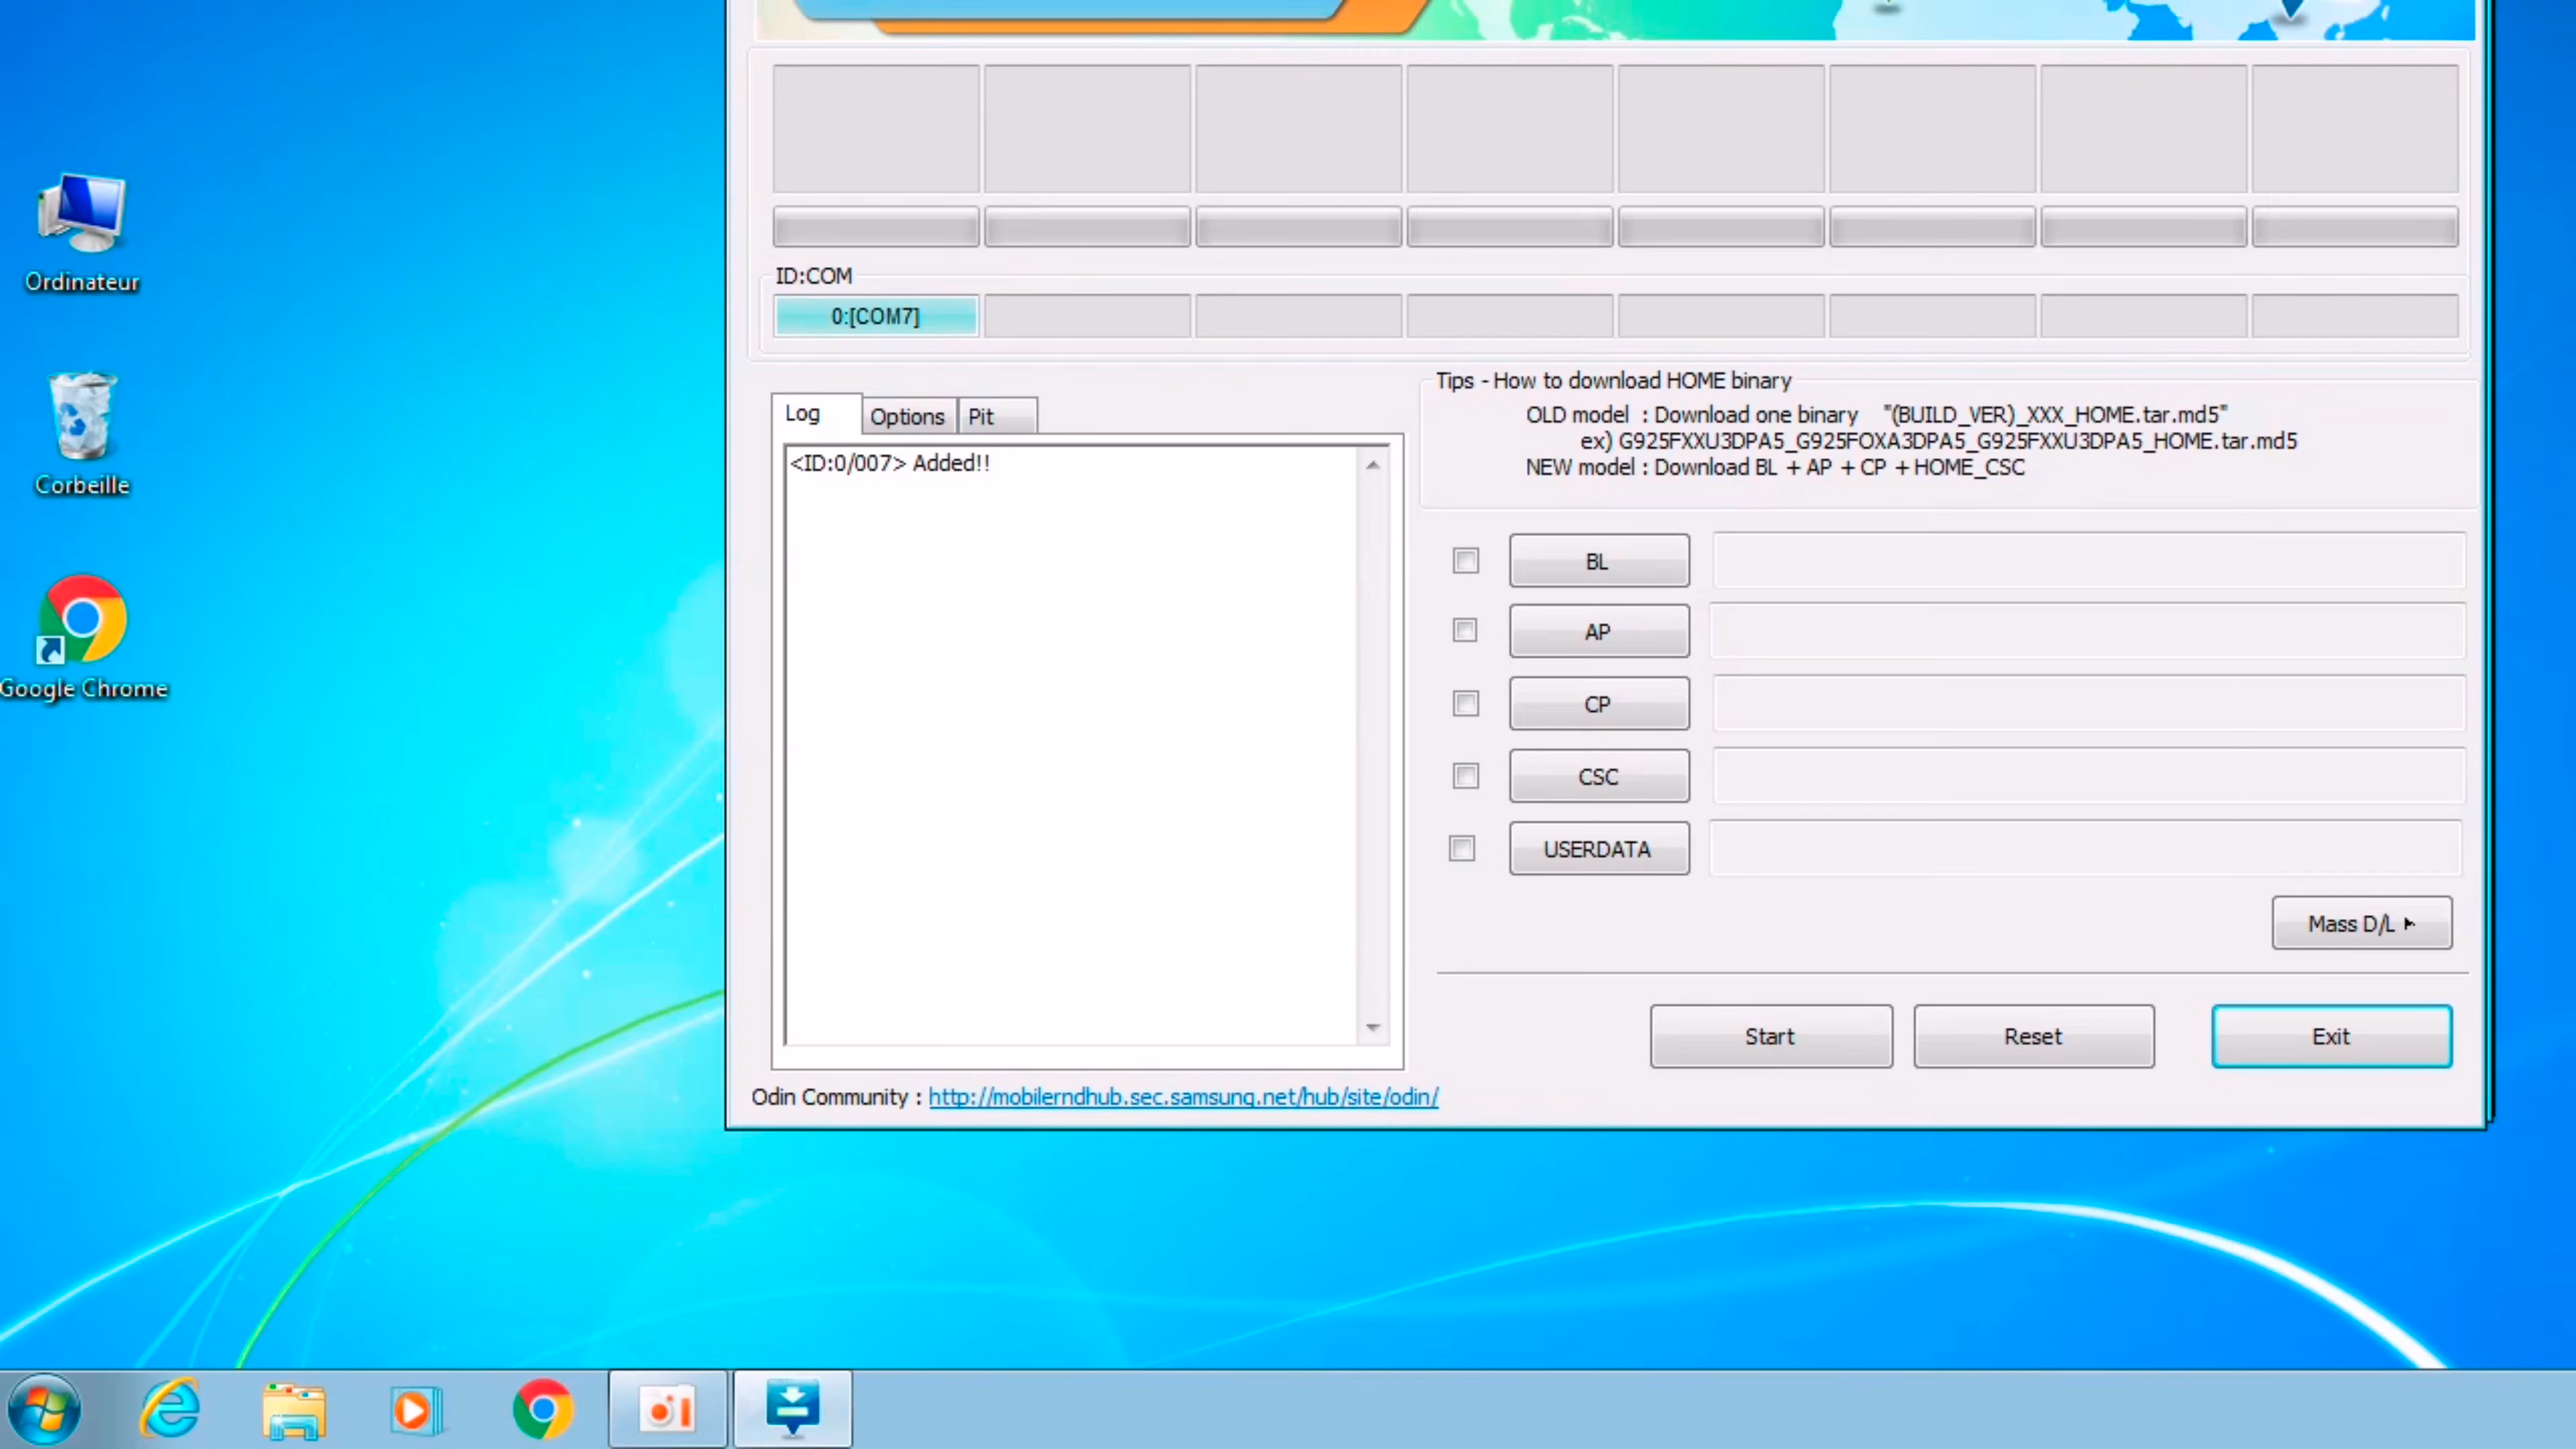 Ordinateur
Corbeille
Google Chrome
ID:COM
0:[COM7]
Log
Options
Pit
<ID:0/007> Added!!
Tips - How to download HOME binary
OLD model : Download one binary "(BUILD_VER)_XXX_HOME.tar.md5"
ex) G925FXXU3DPA5_G925FOXA3DPA5_G925FXXU3DPA5_HOME.tar.md5
NEW model : Download BL + AP + CP + HOME_CSC
BL
AP
CP
CSC
USERDATA
Mass D/L
Start
Reset
Exit
Odin Community : http://mobilerndhub.sec.samsung.net/hub/site/odin/